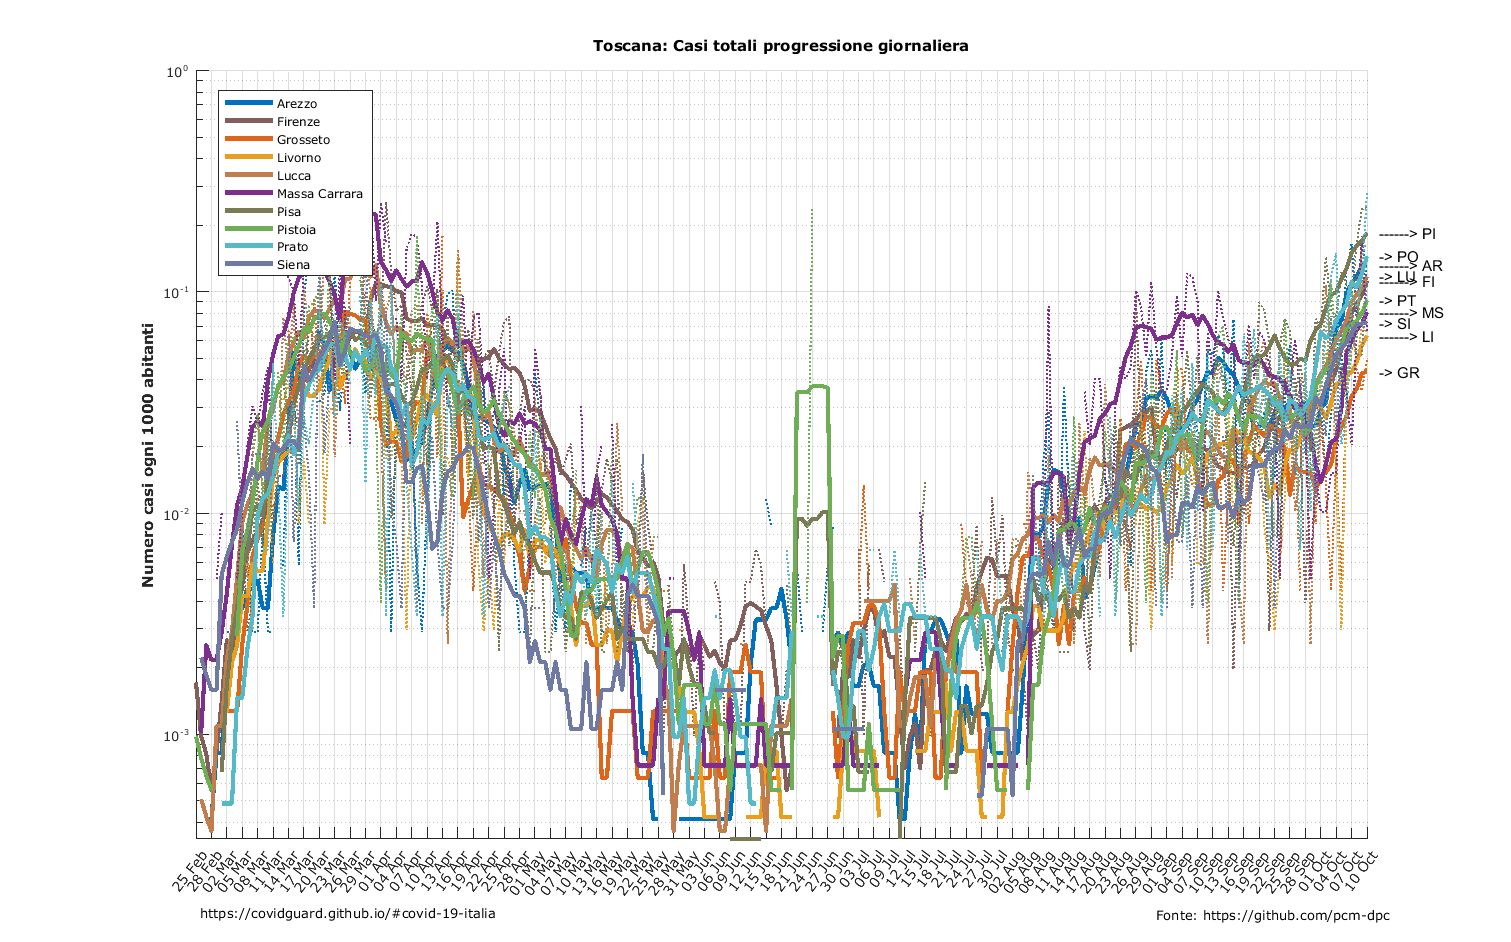 Toscana: Casi totali progressione giornaliera
10⁰
10⁻¹
10⁻²
10⁻³
Numero casi ogni 1000 abitanti
Arezzo
Firenze
Grosseto
Livorno
Lucca
Massa Carrara
Pisa
Pistoia
Prato
Siena
------> PI
-> PO
------> AR
-> LU
------> FI
-> PT
------> MS
-> SI
------> LI
-> GR
25 Feb
28 Feb
02 Mar
05 Mar
08 Mar
11 Mar
14 Mar
17 Mar
20 Mar
23 Mar
26 Mar
29 Mar
01 Apr
04 Apr
07 Apr
10 Apr
13 Apr
16 Apr
19 Apr
22 Apr
25 Apr
28 Apr
01 May
04 May
07 May
10 May
13 May
16 May
19 May
22 May
25 May
28 May
31 May
03 Jun
06 Jun
09 Jun
12 Jun
15 Jun
18 Jun
21 Jun
24 Jun
27 Jun
30 Jun
03 Jul
06 Jul
09 Jul
12 Jul
15 Jul
18 Jul
21 Jul
24 Jul
27 Jul
30 Jul
02 Aug
05 Aug
08 Aug
11 Aug
14 Aug
17 Aug
20 Aug
23 Aug
26 Aug
29 Aug
01 Sep
04 Sep
07 Sep
10 Sep
13 Sep
16 Sep
19 Sep
22 Sep
25 Sep
28 Sep
01 Oct
04 Oct
07 Oct
10 Oct
https://covidguard.github.io/#covid-19-italia
Fonte: https://github.com/pcm-dpc